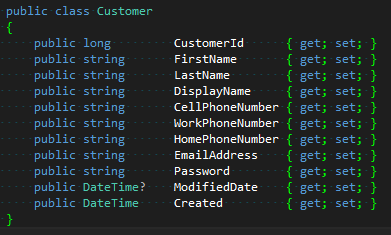 public class Customer
{
    public long      CustomerId      { get; set; }
    public string    FirstName       { get; set; }
    public string    LastName        { get; set; }
    public string    DisplayName     { get; set; }
    public string    CellPhoneNumber { get; set; }
    public string    WorkPhoneNumber { get; set; }
    public string    HomePhoneNumber { get; set; }
    public string    EmailAddress    { get; set; }
    public string    Password        { get; set; }
    public DateTime? ModifiedDate    { get; set; }
    public DateTime  Created         { get; set; }
}